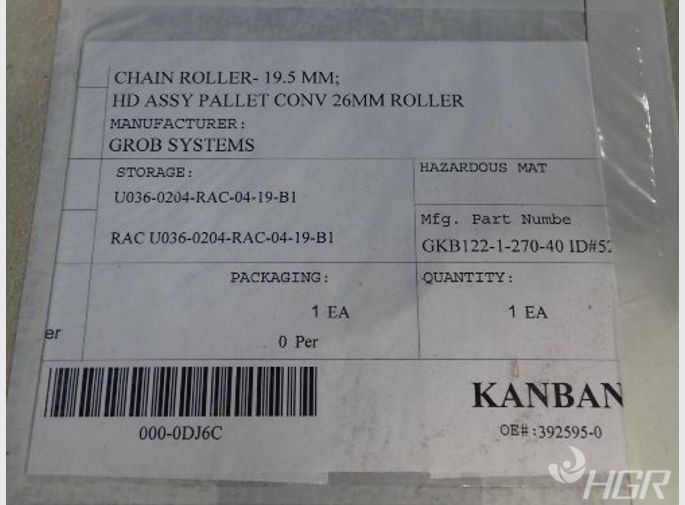 CHAIN ROLLER- 19.5 MM;
HD ASSY PALLET CONV 26MM ROLLER
MANUFACTURER:
GROB SYSTEMS
STORAGE:
U036-0204-RAC-04-19-B1
RAC U036-0204-RAC-04-19-B1
HAZARDOUS MAT
Mfg. Part Numbe
GKB122-1-270-40 ID#52
PACKAGING:
1 EA
0 Per
QUANTITY:
1 EA
er
000-0DJ6C
KANBAN
OE#:392595-0
HGR